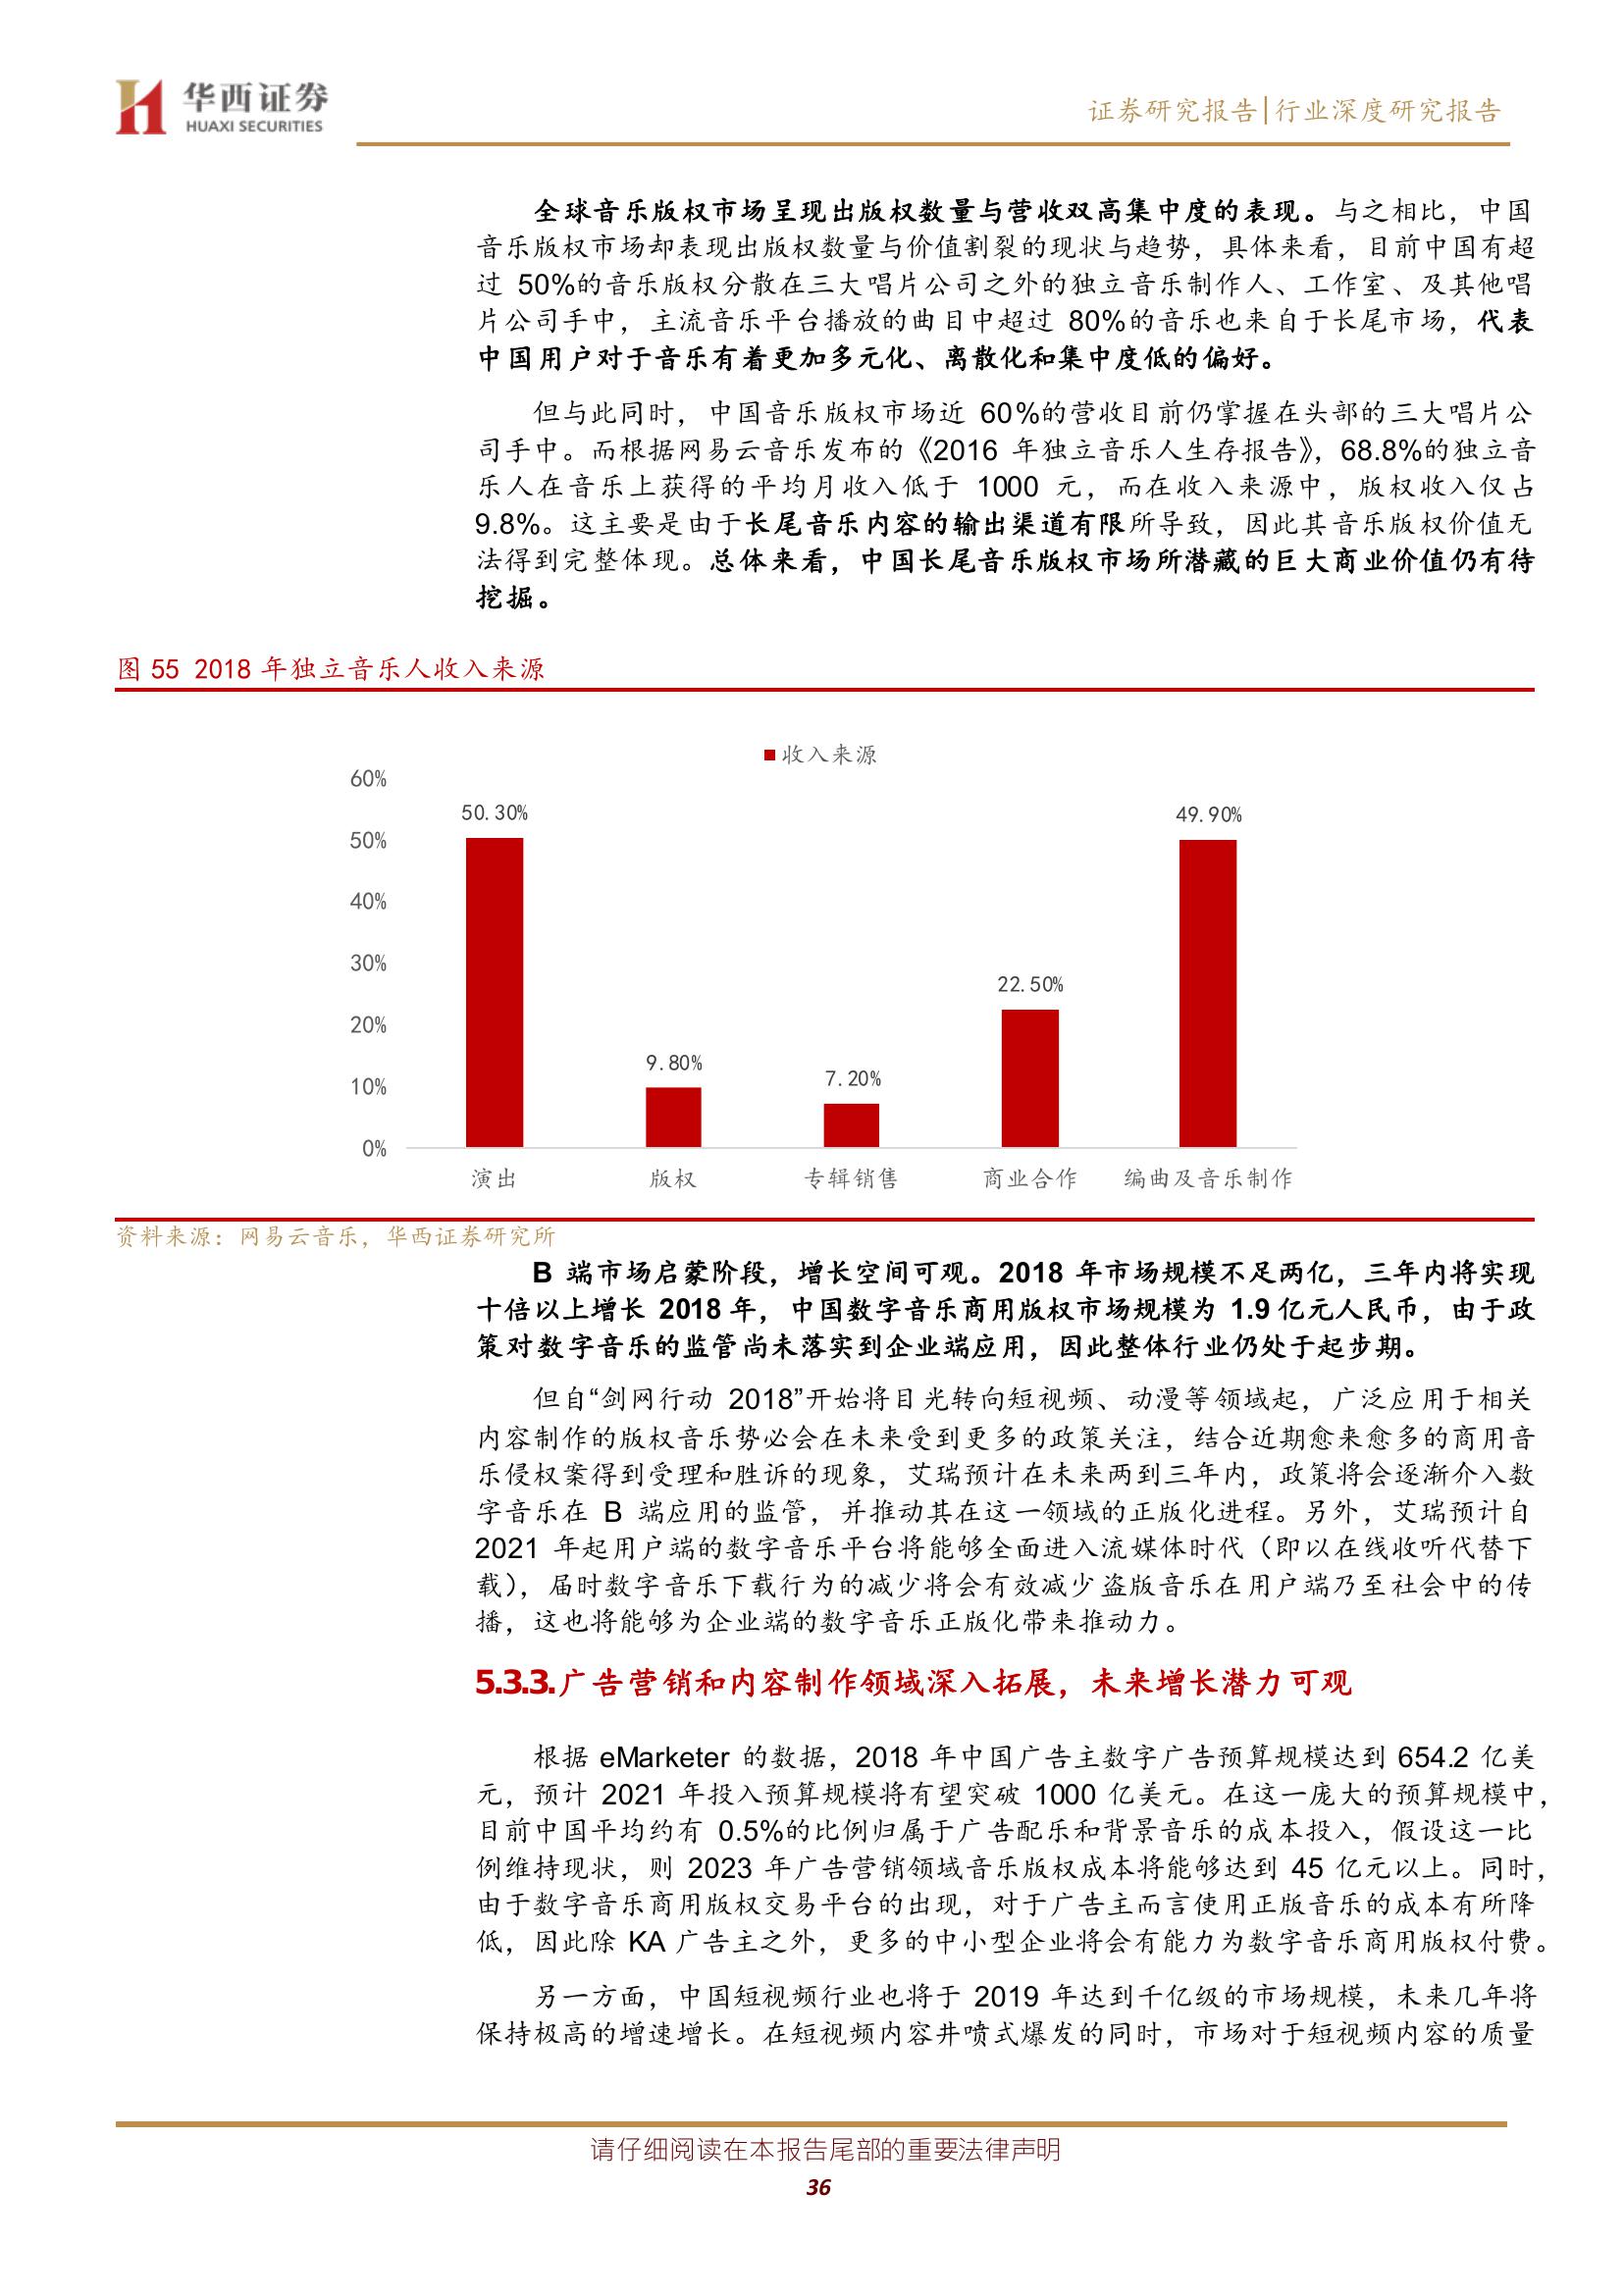 华西证券
HUAXI SECURITIES
证券研究报告|行业深度研究报告
全球音乐版权市场呈现出版权数量与营收双高集中度的表现。与之相比，中国
音乐版权市场却表现出版权数量与价值割裂的现状与趋势，具体来看，目前中国有超
过 50%的音乐版权分散在三大唱片公司之外的独立音乐制作人、工作室、及其他唱
片公司手中，主流音乐平台播放的曲目中超过 80%的音乐也来自于长尾市场，代表
中国用户对于音乐有着更加多元化、离散化和集中度低的偏好。
但与此同时，中国音乐版权市场近 60%的营收目前仍掌握在头部的三大唱片公
司手中。而根据网易云音乐发布的《2016 年独立音乐人生存报告》，68.8%的独立音
乐人在音乐上获得的平均月收入低于 1000 元，而在收入来源中，版权收入仅占
9.8%。这主要是由于长尾音乐内容的输出渠道有限所导致，因此其音乐版权价值无
法得到完整体现。总体来看，中国长尾音乐版权市场所潜藏的巨大商业价值仍有待
挖掘。
图 55 2018 年独立音乐人收入来源
收入来源
60%
50%
40%
30%
20%
10%
0%
50.30%
9.80%
7.20%
22.50%
49.90%
演出
版权
专辑销售
商业合作
编曲及音乐制作
资料来源：网易云音乐，华西证券研究所
B 端市场启蒙阶段，增长空间可观。2018 年市场规模不足两亿，三年内将实现
十倍以上增长 2018 年，中国数字音乐商用版权市场规模为 1.9 亿元人民币，由于政
策对数字音乐的监管尚未落实到企业端应用，因此整体行业仍处于起步期。
但自“剑网行动 2018”开始将目光转向短视频、动漫等领域起，广泛应用于相关
内容制作的版权音乐势必会在未来受到更多的政策关注，结合近期愈来愈多的商用音
乐侵权案得到受理和胜诉的现象，艾瑞预计在未来两到三年内，政策将会逐渐介入数
字音乐在 B 端应用的监管，并推动其在这一领域的正版化进程。另外，艾瑞预计自
2021 年起用户端的数字音乐平台将能够全面进入流媒体时代（即以在线收听代替下
载），届时数字音乐下载行为的减少将会有效减少盗版音乐在用户端乃至社会中的传
播，这也将能够为企业端的数字音乐正版化带来推动力。
5.3.3.广告营销和内容制作领域深入拓展，未来增长潜力可观
根据 eMarketer 的数据，2018 年中国广告主数字广告预算规模达到 654.2 亿美
元，预计 2021 年投入预算规模将有望突破 1000 亿美元。在这一庞大的预算规模中，
目前中国平均约有 0.5%的比例归属于广告配乐和背景音乐的成本投入，假设这一比
例维持现状，则 2023 年广告营销领域音乐版权成本将能够达到 45 亿元以上。同时，
由于数字音乐商用版权交易平台的出现，对于广告主而言使用正版音乐的成本有所降
低，因此除 KA 广告主之外，更多的中小型企业将会有能力为数字音乐商用版权付费。
另一方面，中国短视频行业也将于 2019 年达到千亿级的市场规模，未来几年将
保持极高的增速增长。在短视频内容井喷式爆发的同时，市场对于短视频内容的质量
请仔细阅读在本报告尾部的重要法律声明
36